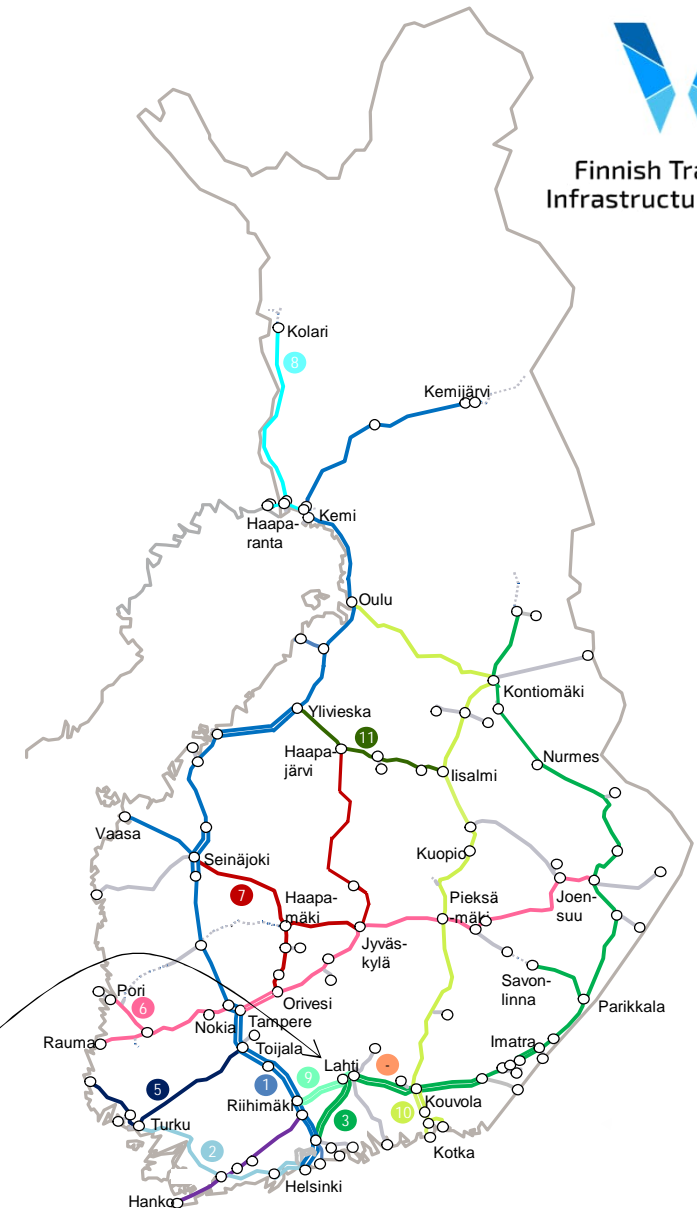 Finnish Tra
Infrastructu
Kolari
8
Kemijärvi
Haapa-
ranta
Kemi
Oulu
Kontiomäki
Ylivieska
11
Haapa-
järvi
Iisalmi
Nurmes
Vaasa
Seinäjoki
Kuopio
7
Haapa-
mäki
Pieksä
-mäki
Joen-
suu
Jyväs-
kylä
Savon-
linna
Parikkala
Pori
6
Orivesi
Nokia
Tampere
Rauma
Toijala
Imatra
Lahti
-
9
1
5
Riihimäki
3
10
Kouvola
Turku
2
Kotka
Helsinki
Hanko